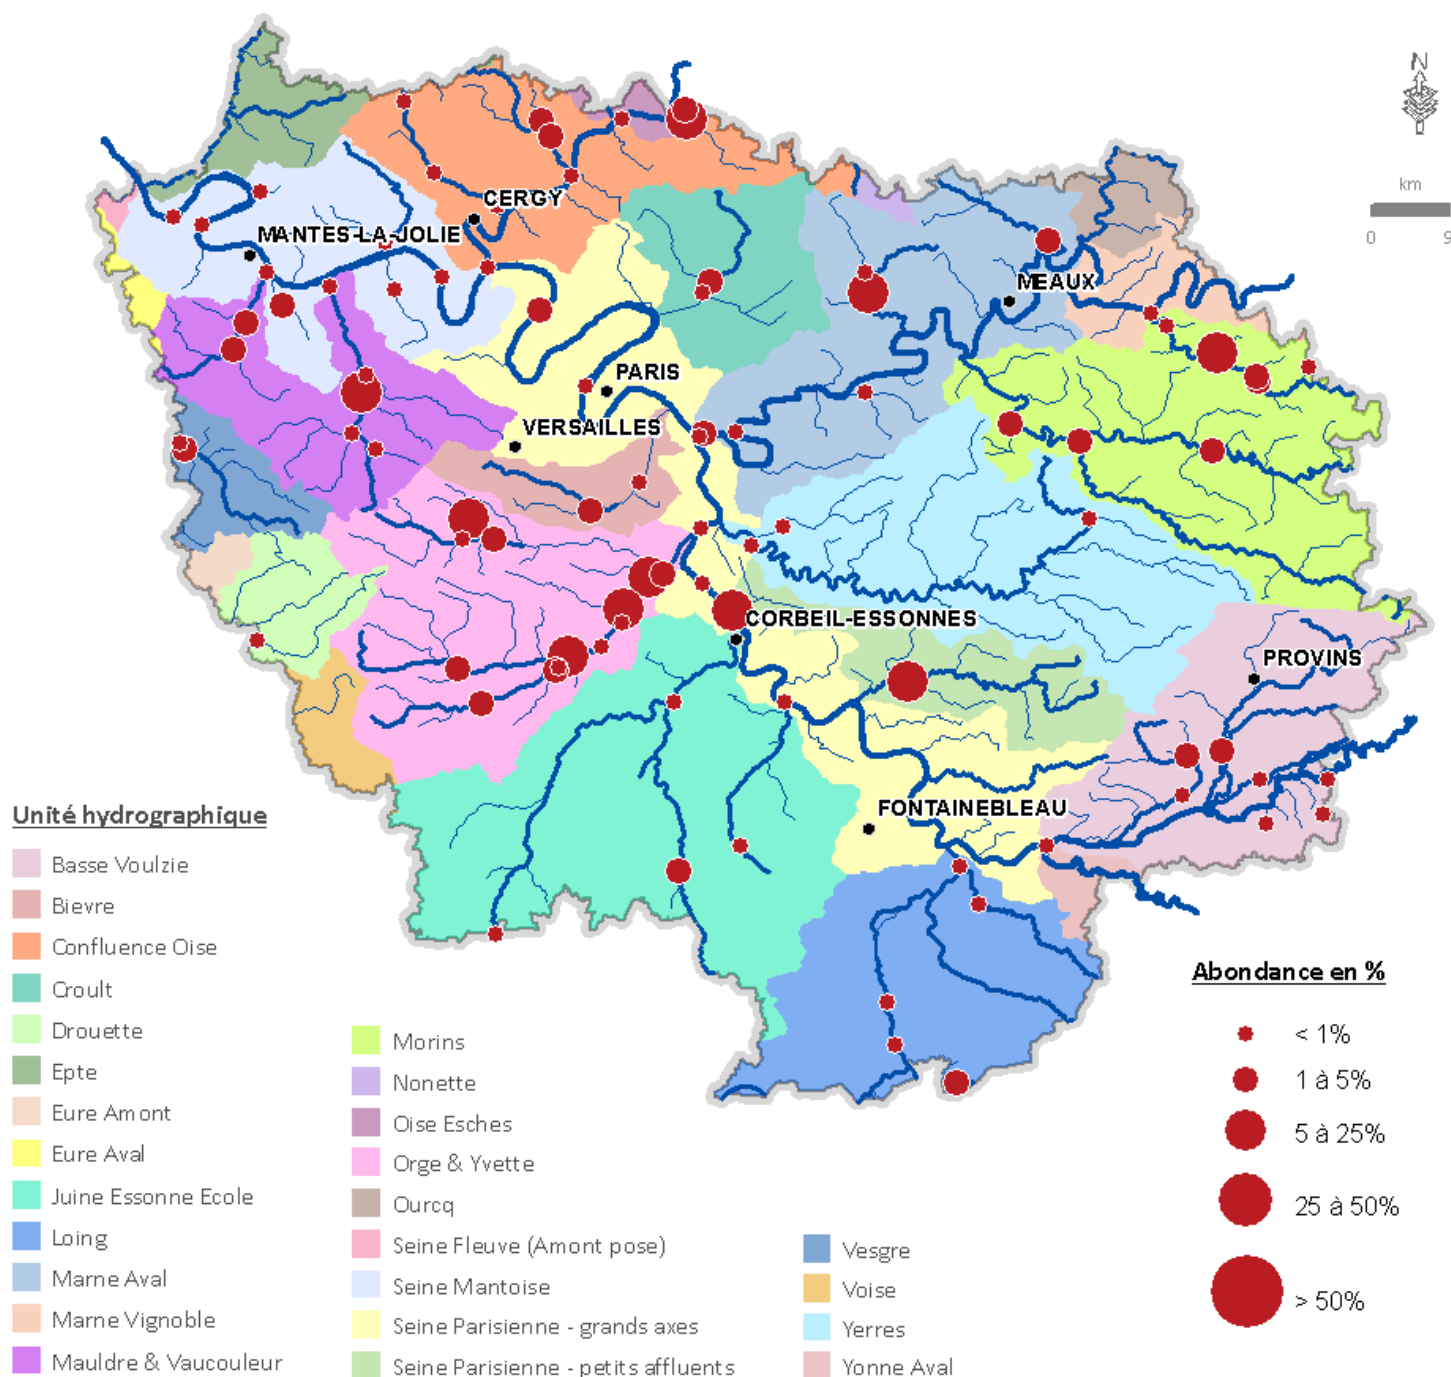 N
km
0 9
CERGY
MANTES-LA-JOLIE
MEAUX
PARIS
VERSAILLES
CORBEIL-ESSONNES
PROVINS
FONTAINEBLEAU
Unité hydrographique
Basse Voulzie
Bievre
Confluence Oise
Croult
Drouette
Epte
Eure Amont
Eure Aval
Juine Essonne Ecole
Loing
Marne Aval
Marne Vignoble
Mauldre & Vaucouleur
Morins
Nonette
Oise Esches
Orge & Yvette
Ourcq
Seine Fleuve (Amont pose)
Seine Mantoise
Seine Parisienne - grands axes
Seine Parisienne - petits affluents
Vesgre
Voise
Yerres
Yonne Aval
Abondance en %
< 1%
1 à 5%
5 à 25%
25 à 50%
> 50%